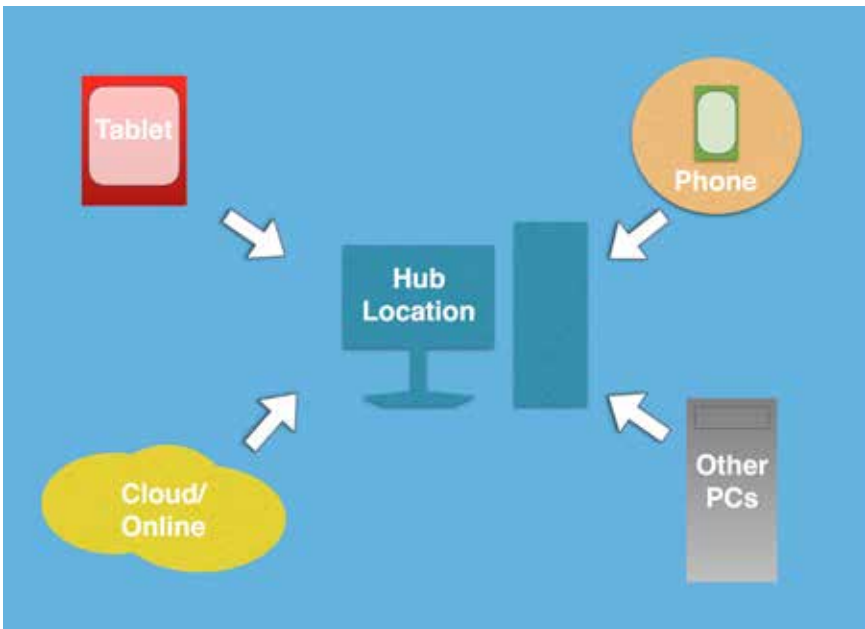 Tablet
Phone
Hub
Location
Cloud/
Online
Other
PCs